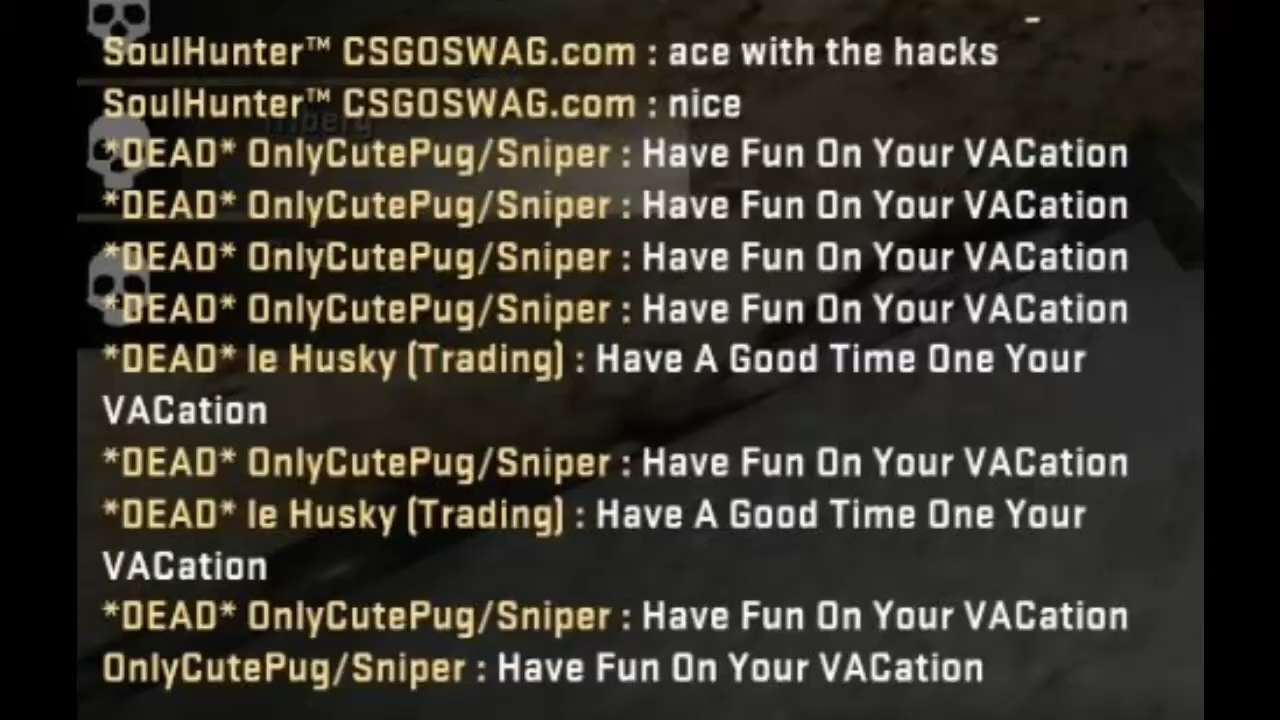 SoulHunter™ CSGOSWAG.com : ace with the hacks
SoulHunter™ CSGOSWAG.com : nice
*DEAD* OnlyCutePug/Sniper : Have Fun On Your VACation
*DEAD* OnlyCutePug/Sniper : Have Fun On Your VACation
*DEAD* OnlyCutePug/Sniper : Have Fun On Your VACation
*DEAD* OnlyCutePug/Sniper : Have Fun On Your VACation
*DEAD* le Husky (Trading) : Have A Good Time One Your
VACation
*DEAD* OnlyCutePug/Sniper : Have Fun On Your VACation
*DEAD* le Husky (Trading) : Have A Good Time One Your
VACation
*DEAD* OnlyCutePug/Sniper : Have Fun On Your VACation
OnlyCutePug/Sniper : Have Fun On Your VACation